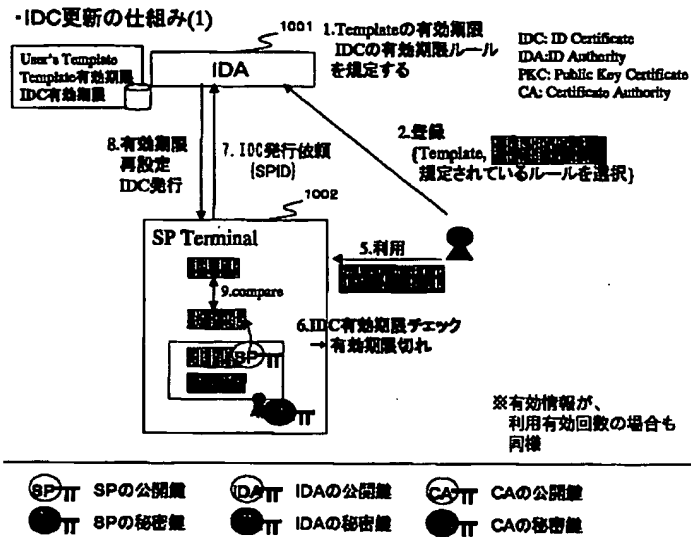 ・IDC更新の仕組み(1)
1001
1.Templateの有効期限
IDCの有効期限ルール
を規定する
IDC: ID Certificate
IDA:ID Authority
PKC: Public Key Certificate
CA: Certificate Authority
User's Template
Template有効期限
IDC有効期限
IDA
8.有効期限
再設定
IDC発行
7. IDC発行依頼
{SPID}
2.登録
{Template,
規定されているルールを選択}
1002
SP Terminal
5.利用
9.compare
6.IDC有効期限チェック
→有効期限切れ
SP
※有効情報が、
利用有効回数の場合も
同様
SP SPの公開鍵
IDA IDAの公開鍵
CA CAの公開鍵
SPの秘密鍵
IDAの秘密鍵
CAの秘密鍵